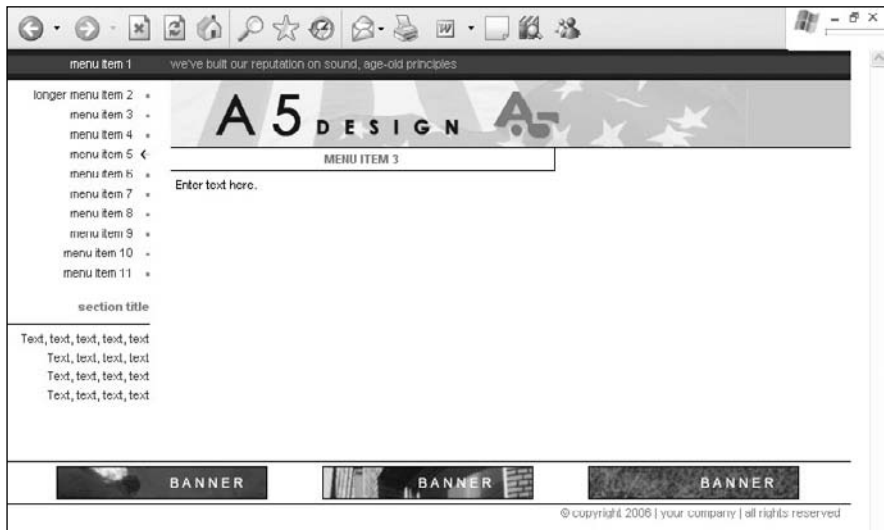 menu item 1
we've built our reputation on sound, age-old principles
longer menu item 2
menu item 3
menu item 4
menu item 5
menu item 6
menu item 7
menu item 8
menu item 9
menu item 10
menu item 11
section title
Text, text, text, text, text
Text, text, text, text
Text, text, text, text
Text, text, text, text
A5 DESIGN
MENU ITEM 3
Enter text here.
BANNER
BANNER
BANNER
© copyright 2006 | your company | all rights reserved